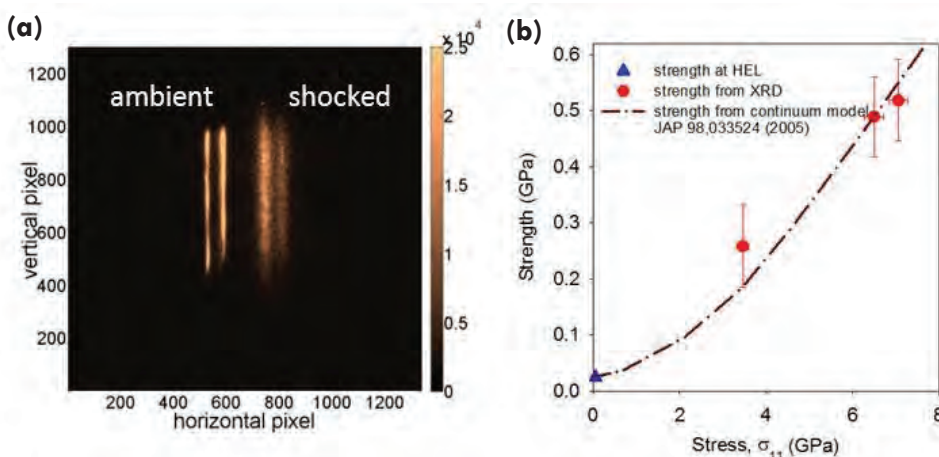 (a)
× 10⁴
2.5
2
1.5
1
0.5
0
ambient
shocked
1200
1000
800
600
400
200
vertical pixel
200 400 600 800 1000 1200
horizontal pixel
(b)
0.6
0.5
0.4
0.3
0.2
0.1
0.0
Strength (GPa)
strength at HEL
strength from XRD
strength from continuum model
JAP 98,033524 (2005)
0 2 4 6 8
Stress, σ₁₁ (GPa)